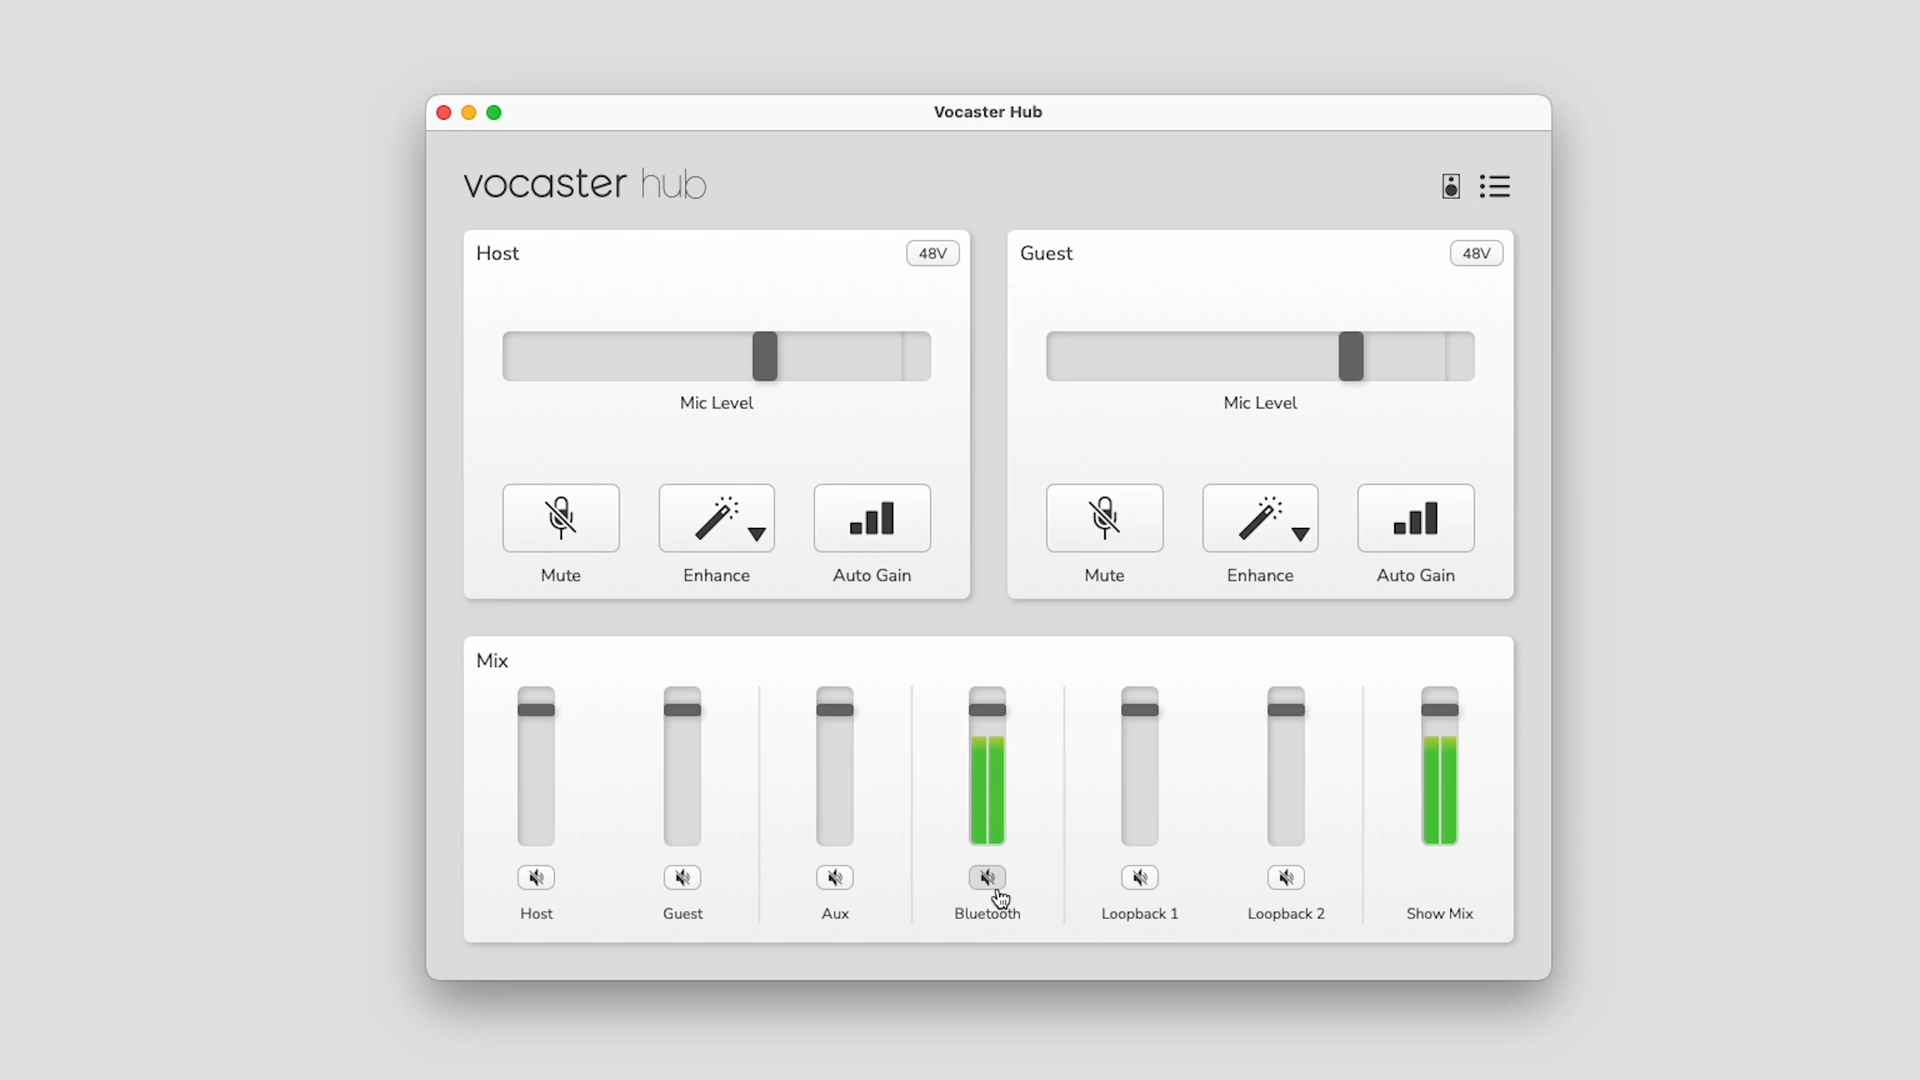 Vocaster Hub
vocaster hub
Host
48V
Guest
48V
Mic Level
Mic Level
Mute
Enhance
Auto Gain
Mute
Enhance
Auto Gain
Mix
Host
Guest
Aux
Bluetooth
Loopback 1
Loopback 2
Show Mix